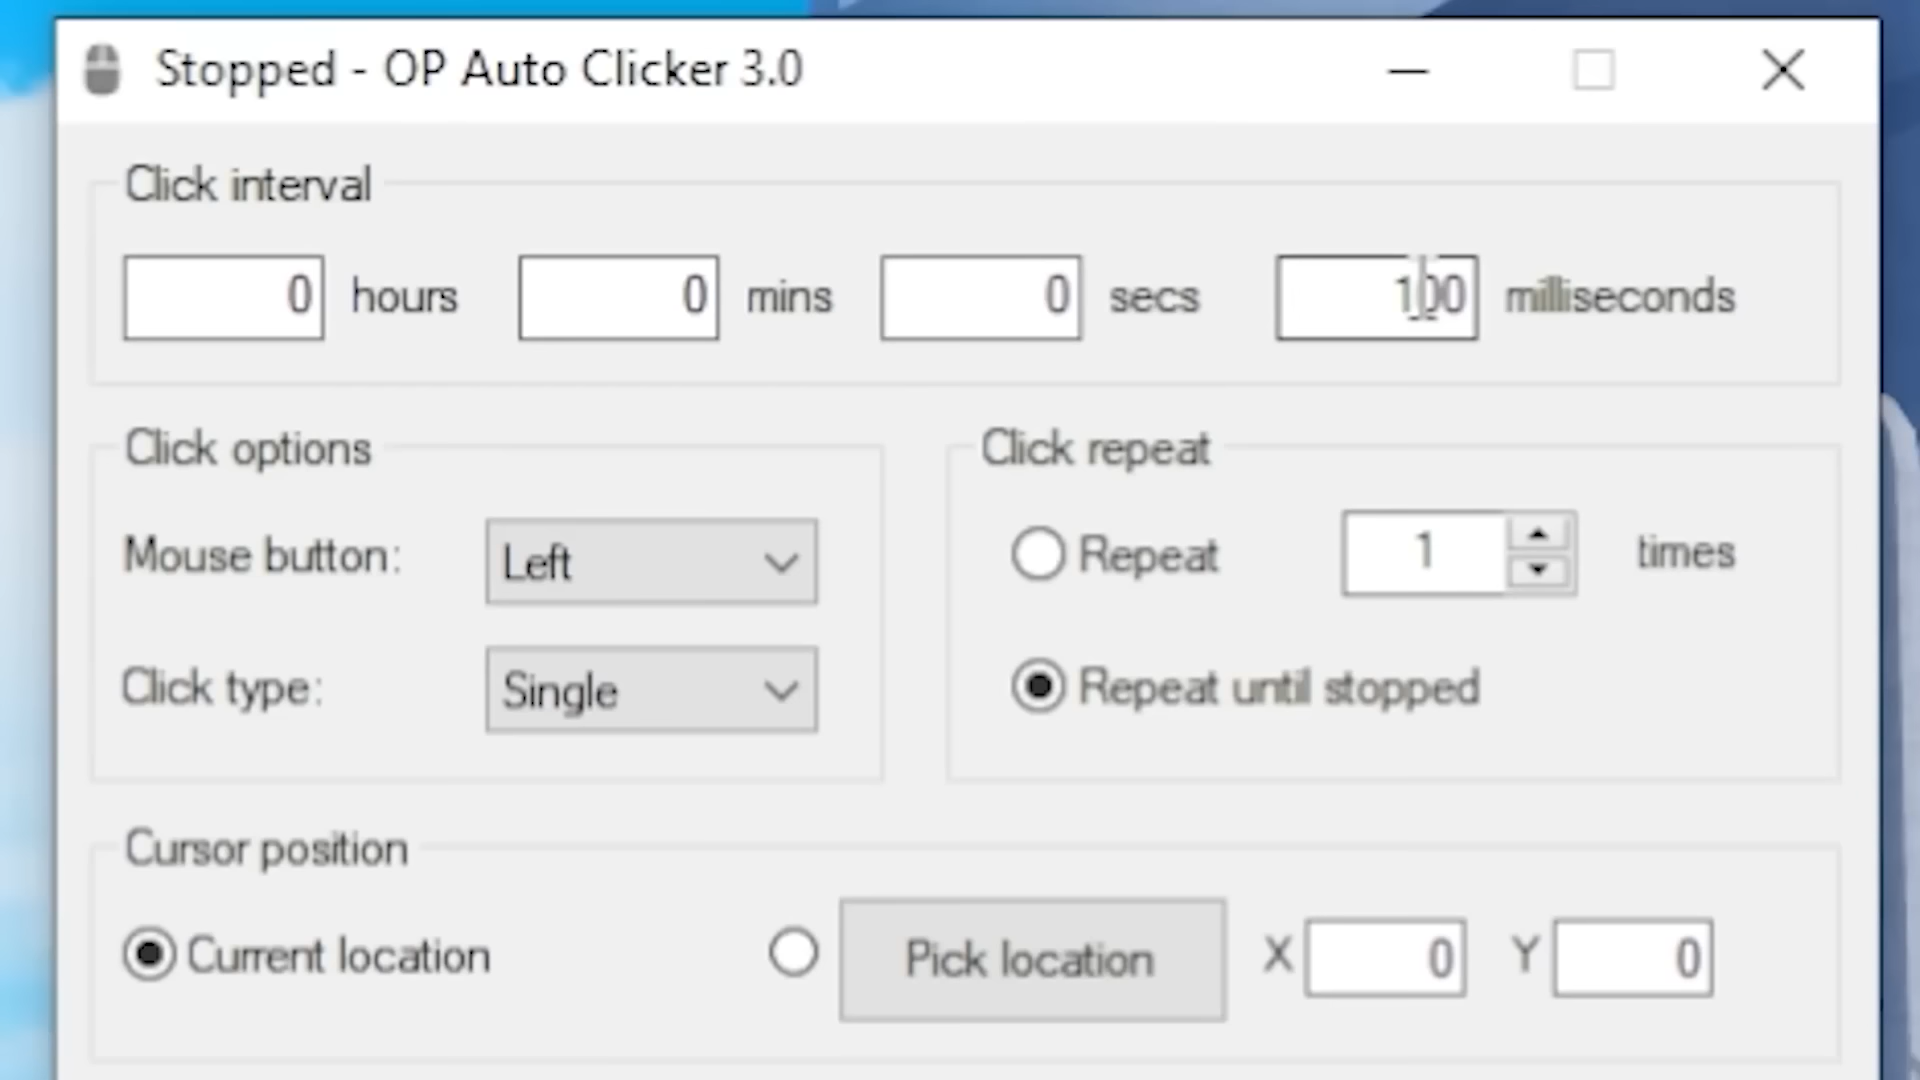 Stopped - OP Auto Clicker 3.0
Click interval
0 hours 0 mins 0 secs 100 milliseconds
Click options
Mouse button: Left
Click type: Single
Click repeat
Repeat 1 times
Repeat until stopped
Cursor position
Current location Pick location X 0 Y 0